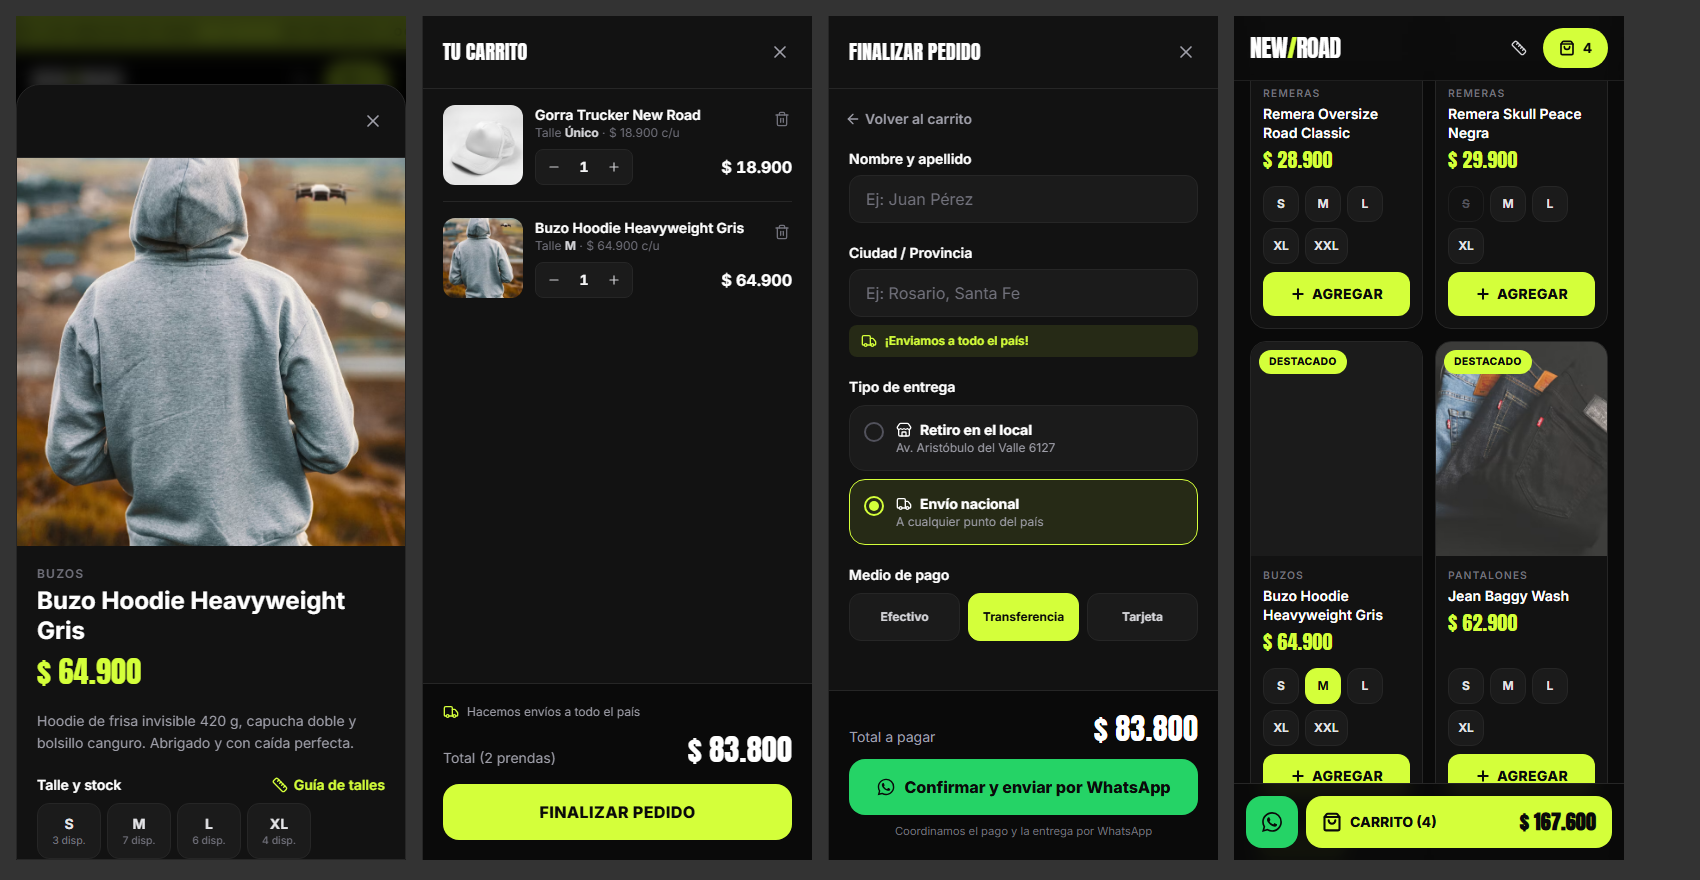 BUZOS
Buzo Hoodie Heavyweight
Gris
$ 64.900
Hoodie de frisa invisible 420 g, capucha doble y
bolsillo canguro. Abrigado y con caída perfecta.
Talle y stock
Guía de talles
S
3 disp.
M
7 disp.
L
6 disp.
XL
4 disp.
TU CARRITO
Gorra Trucker New Road
Talle Único · $ 18.900 c/u
1
$ 18.900
Buzo Hoodie Heavyweight Gris
Talle M · $ 64.900 c/u
1
$ 64.900
Hacemos envíos a todo el país
Total (2 prendas)
$ 83.800
FINALIZAR PEDIDO
FINALIZAR PEDIDO
Volver al carrito
Nombre y apellido
Ej: Juan Pérez
Ciudad / Provincia
Ej: Rosario, Santa Fe
¡Enviamos a todo el país!
Tipo de entrega
Retiro en el local
Av. Aristóbulo del Valle 6127
Envío nacional
A cualquier punto del país
Medio de pago
Efectivo
Transferencia
Tarjeta
Total a pagar
$ 83.800
Confirmar y enviar por WhatsApp
Coordinamos el pago y la entrega por WhatsApp
NEW/ROAD
4
REMERAS
Remera Oversize
Road Classic
$ 28.900
S M L
XL XXL
+ AGREGAR
REMERAS
Remera Skull Peace
Negra
$ 29.900
S M L
XL
+ AGREGAR
DESTACADO
BUZOS
Buzo Hoodie
Heavyweight Gris
$ 64.900
S M L
XL XXL
+ AGREGAR
DESTACADO
PANTALONES
Jean Baggy Wash
$ 62.900
S M L
XL
+ AGREGAR
CARRITO (4)
$ 167.600